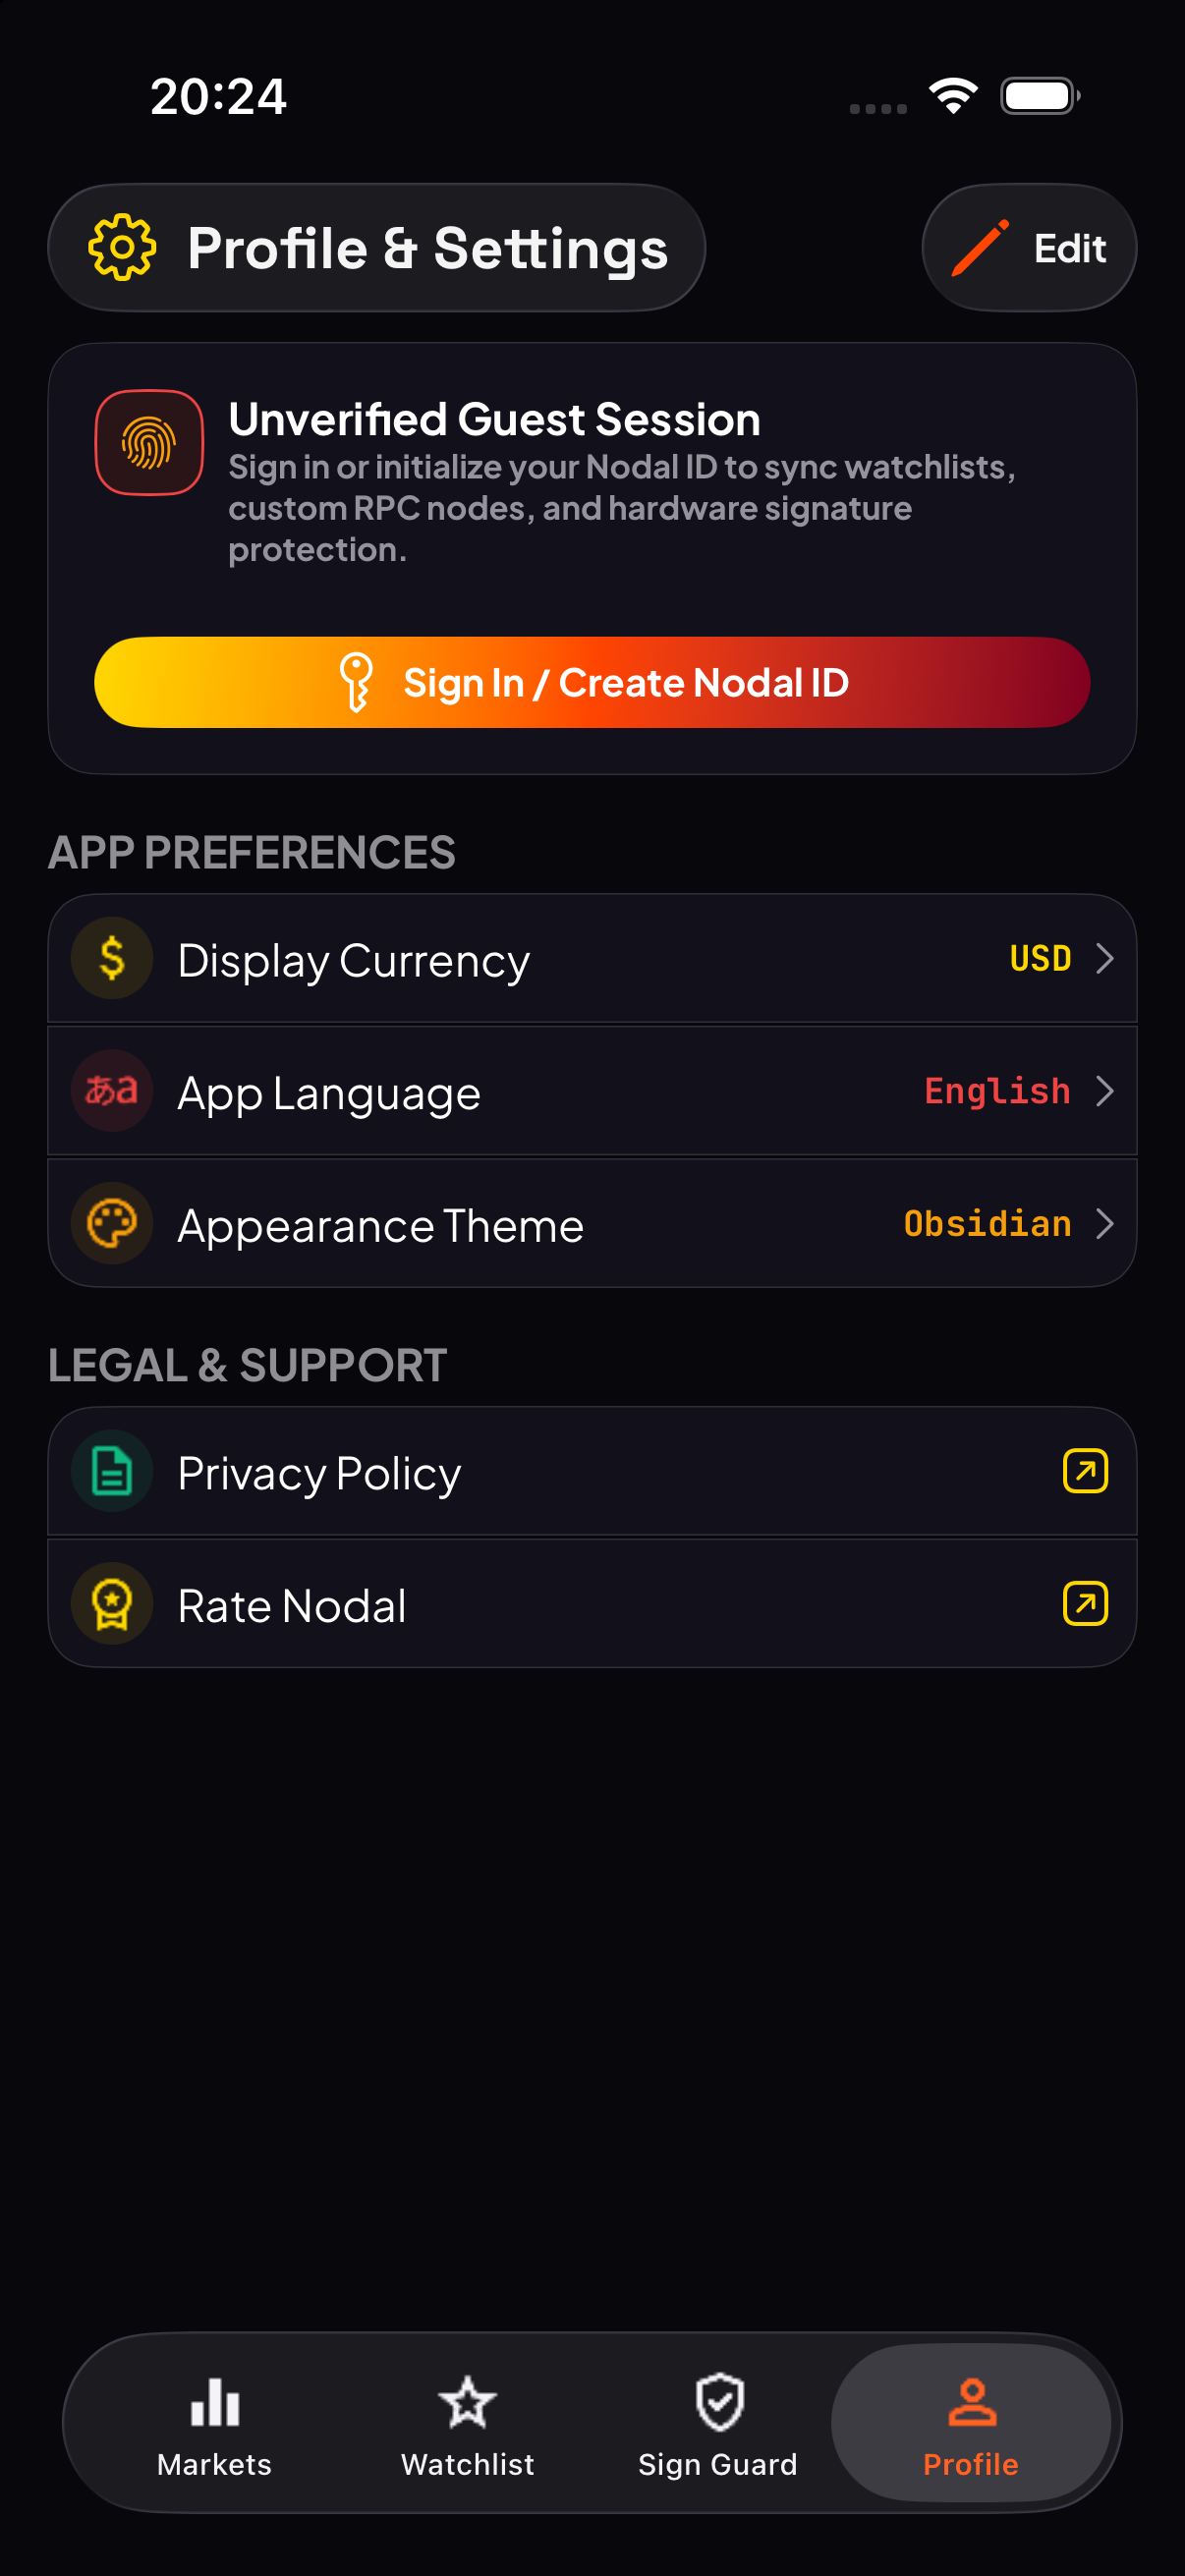 20:24
Profile & Settings
Edit
Unverified Guest Session
Sign in or initialize your Nodal ID to sync watchlists,
custom RPC nodes, and hardware signature
protection.
Sign In / Create Nodal ID
APP PREFERENCES
$ Display Currency USD
あa App Language English
Appearance Theme Obsidian
LEGAL & SUPPORT
Privacy Policy
Rate Nodal
Markets Watchlist Sign Guard Profile